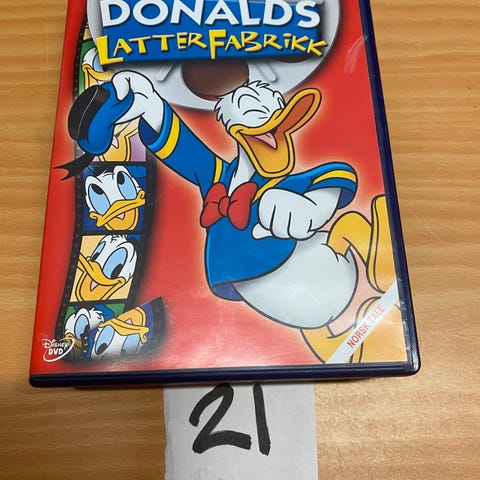 DONALDS
LATTERFABRIKK
Disney
DVD
NORSK TALE
21